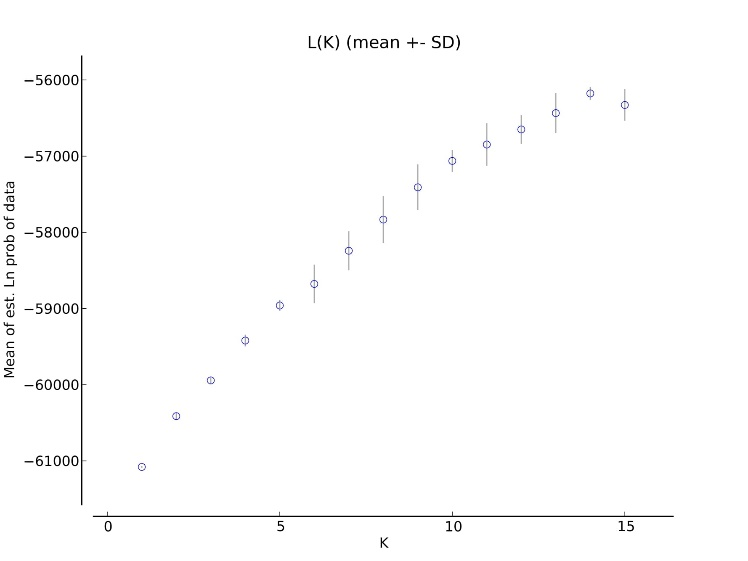 L(K) (mean +- SD)
Mean of est. Ln prob of data
−56000
−57000
−58000
−59000
−60000
−61000
0 5 10 15
K